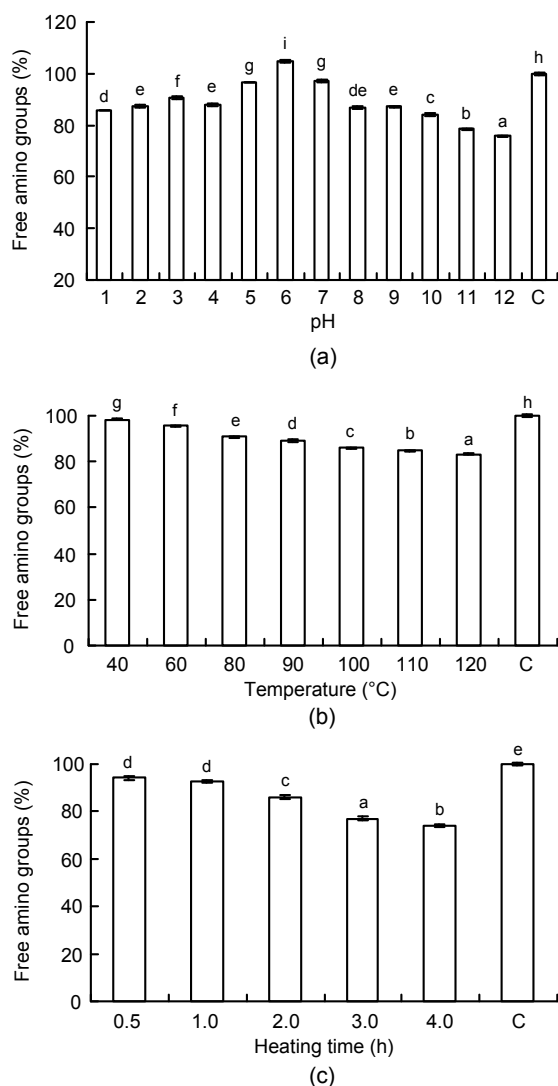 120
100
80
60
40
20
Free amino groups (%)
d e f e g i g de e c b a h
1 2 3 4 5 6 7 8 9 10 11 12 C
pH
(a)
100
80
60
40
20
0
Free amino groups (%)
g f e d c b a h
40 60 80 90 100 110 120 C
Temperature (°C)
(b)
100
80
60
40
20
0
Free amino groups (%)
d d c a b e
0.5 1.0 2.0 3.0 4.0 C
Heating time (h)
(c)